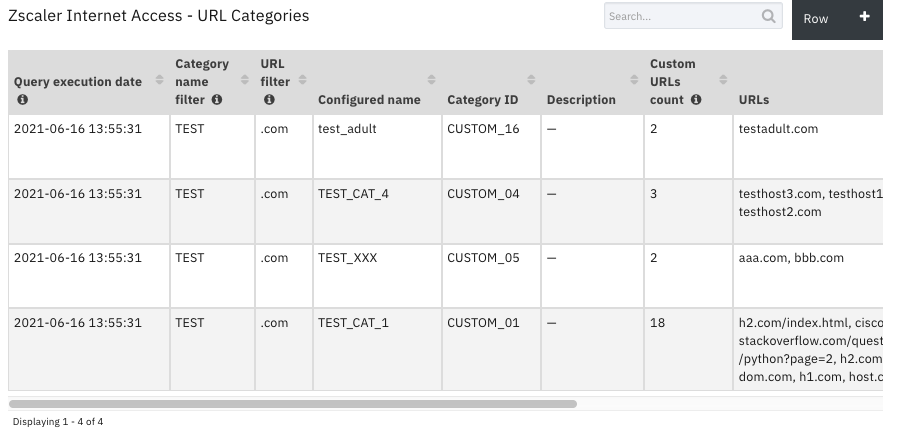 Zscaler Internet Access - URL Categories
Search...
Row
Query execution date
Category name filter
URL filter
Configured name
Category ID
Description
Custom URLs count
URLs
2021-06-16 13:55:31 TEST .com test_adult CUSTOM_16 — 2 testadult.com
2021-06-16 13:55:31 TEST .com TEST_CAT_4 CUSTOM_04 — 3 testhost3.com, testhost1
testhost2.com
2021-06-16 13:55:31 TEST .com TEST_XXX CUSTOM_05 — 2 aaa.com, bbb.com
2021-06-16 13:55:31 TEST .com TEST_CAT_1 CUSTOM_01 — 18 h2.com/index.html, cisco
stackoverflow.com/quest
/python?page=2, h2.com
dom.com, h1.com, host.c
Displaying 1 - 4 of 4